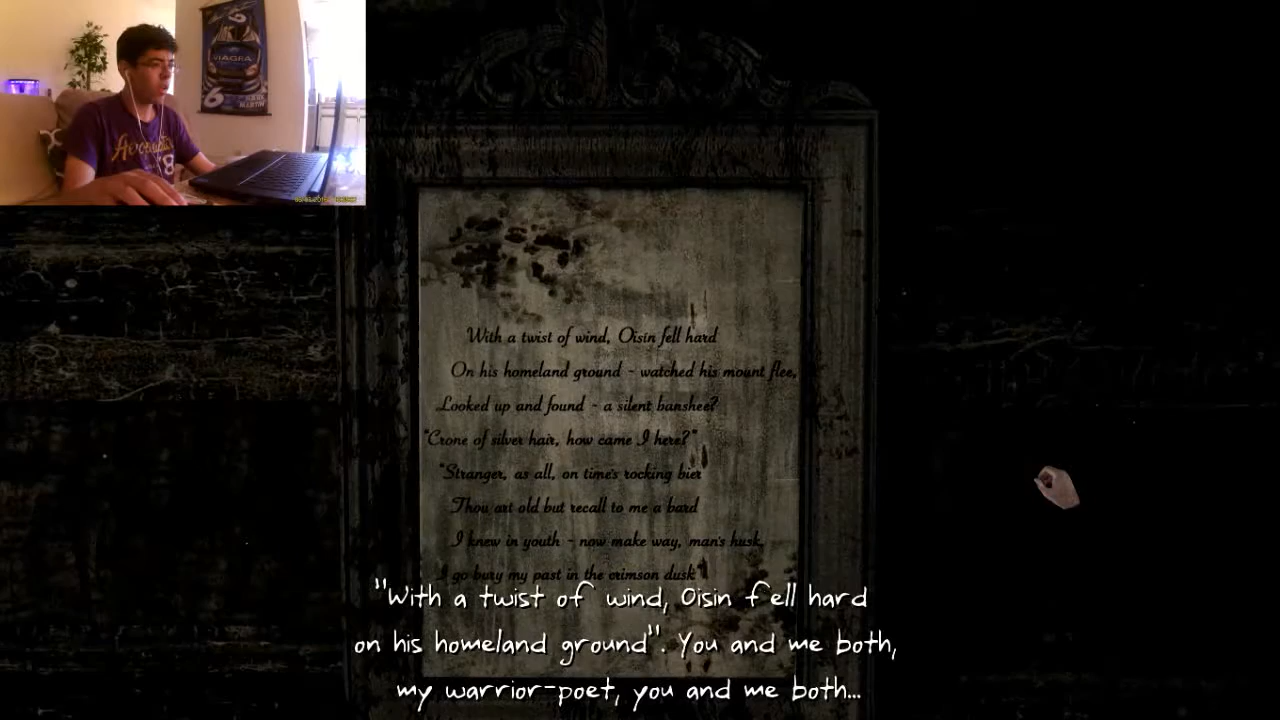 6
VIAGRA
6
MARK
MARTIN
With a twist of wind, Oisin fell hard
On his homeland ground - watched his mount flee,
Looked up and found - a silent banshee?
"Crone of silver hair, how came I here?"
"Stranger, as all, on time's rocking bier
Thou art old but recall to me a bard
I knew in youth - now make way, man's husk,
I go bury my past in the crimson dusk"
"With a twist of wind, Oisin fell hard
on his homeland ground". You and me both,
my warrior-poet, you and me both...